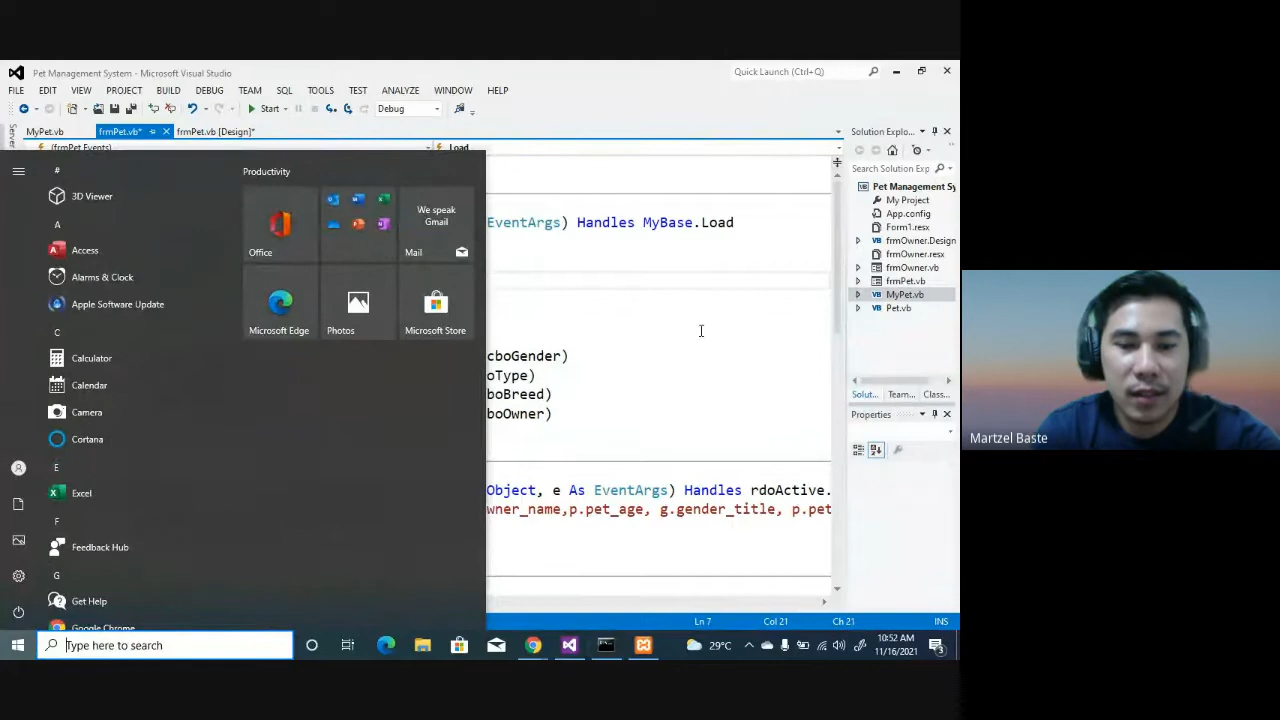 Pet Management System - Microsoft Visual Studio
Quick Launch (Ctrl+Q)
FILE EDIT VIEW PROJECT BUILD DEBUG TEAM SQL TOOLS TEST ANALYZE WINDOW HELP
Start Debug
MyPet.vb frmPet.vb* frmPet.vb [Design]*
(frmPet Events) Load
#
3D Viewer
A
Access
Alarms & Clock
Apple Software Update
C
Calculator
Calendar
Camera
Cortana
E
Excel
F
Feedback Hub
G
Get Help
Google Chrome
Productivity
Office
We speak
Gmail
Mail
Microsoft Edge
Photos
Microsoft Store
EventArgs) Handles MyBase.Load
cboGender)
oType)
boBreed)
boOwner)
Object, e As EventArgs) Handles rdoActive.
wner_name,p.pet_age, g.gender_title, p.pet
Solution Explo...
Search Solution Exp
Pet Management Sy
My Project
App.config
Form1.resx
frmOwner.Design
frmOwner.resx
frmOwner.vb
frmPet.vb
MyPet.vb
Pet.vb
Solut... Team... Class...
Properties
Ln 7 Col 21 Ch 21 INS
Type here to search
29°C
10:52 AM
11/16/2021
3
Martzel Baste